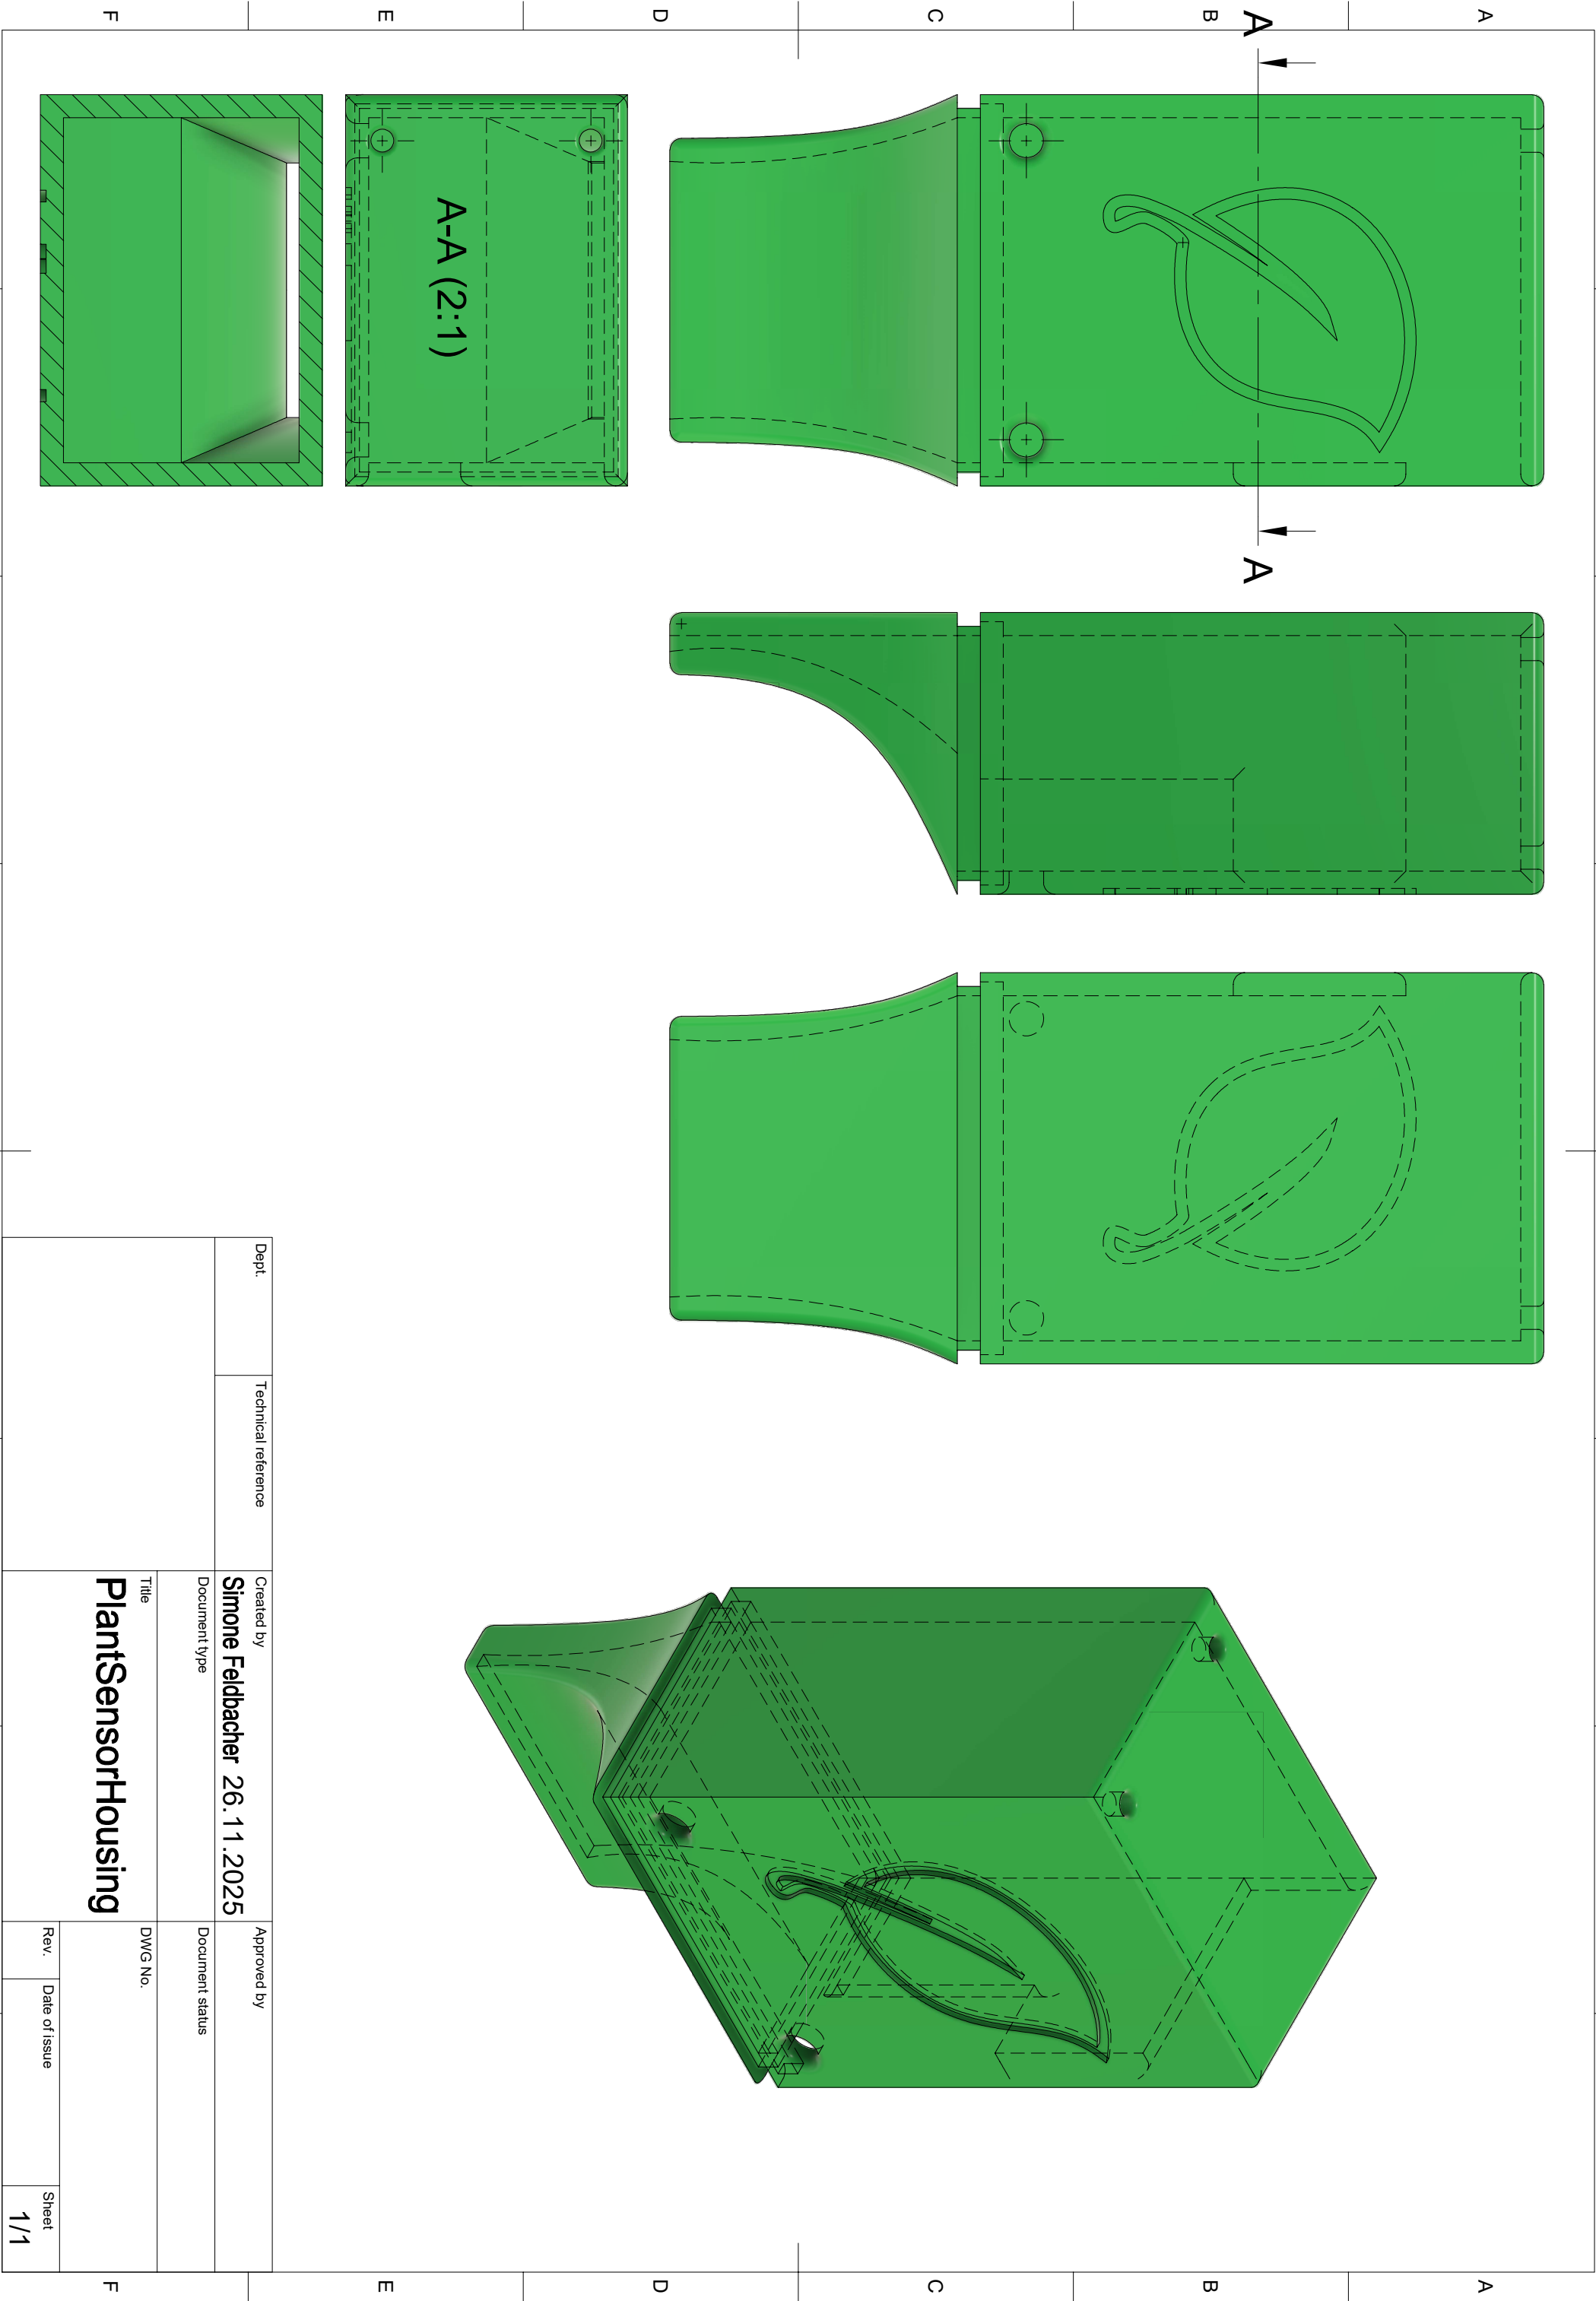 A
A
A
A
B
B
C
C
D
D
A-A (2:1)
E
E
Dept.
Technical reference
Created by
Approved by
Simone Feldbacher 26.11.2025
Document type
Document status
Title
DWG No.
PlantSensorHousing
F
F
Rev.
Date of issue
Sheet
1/1